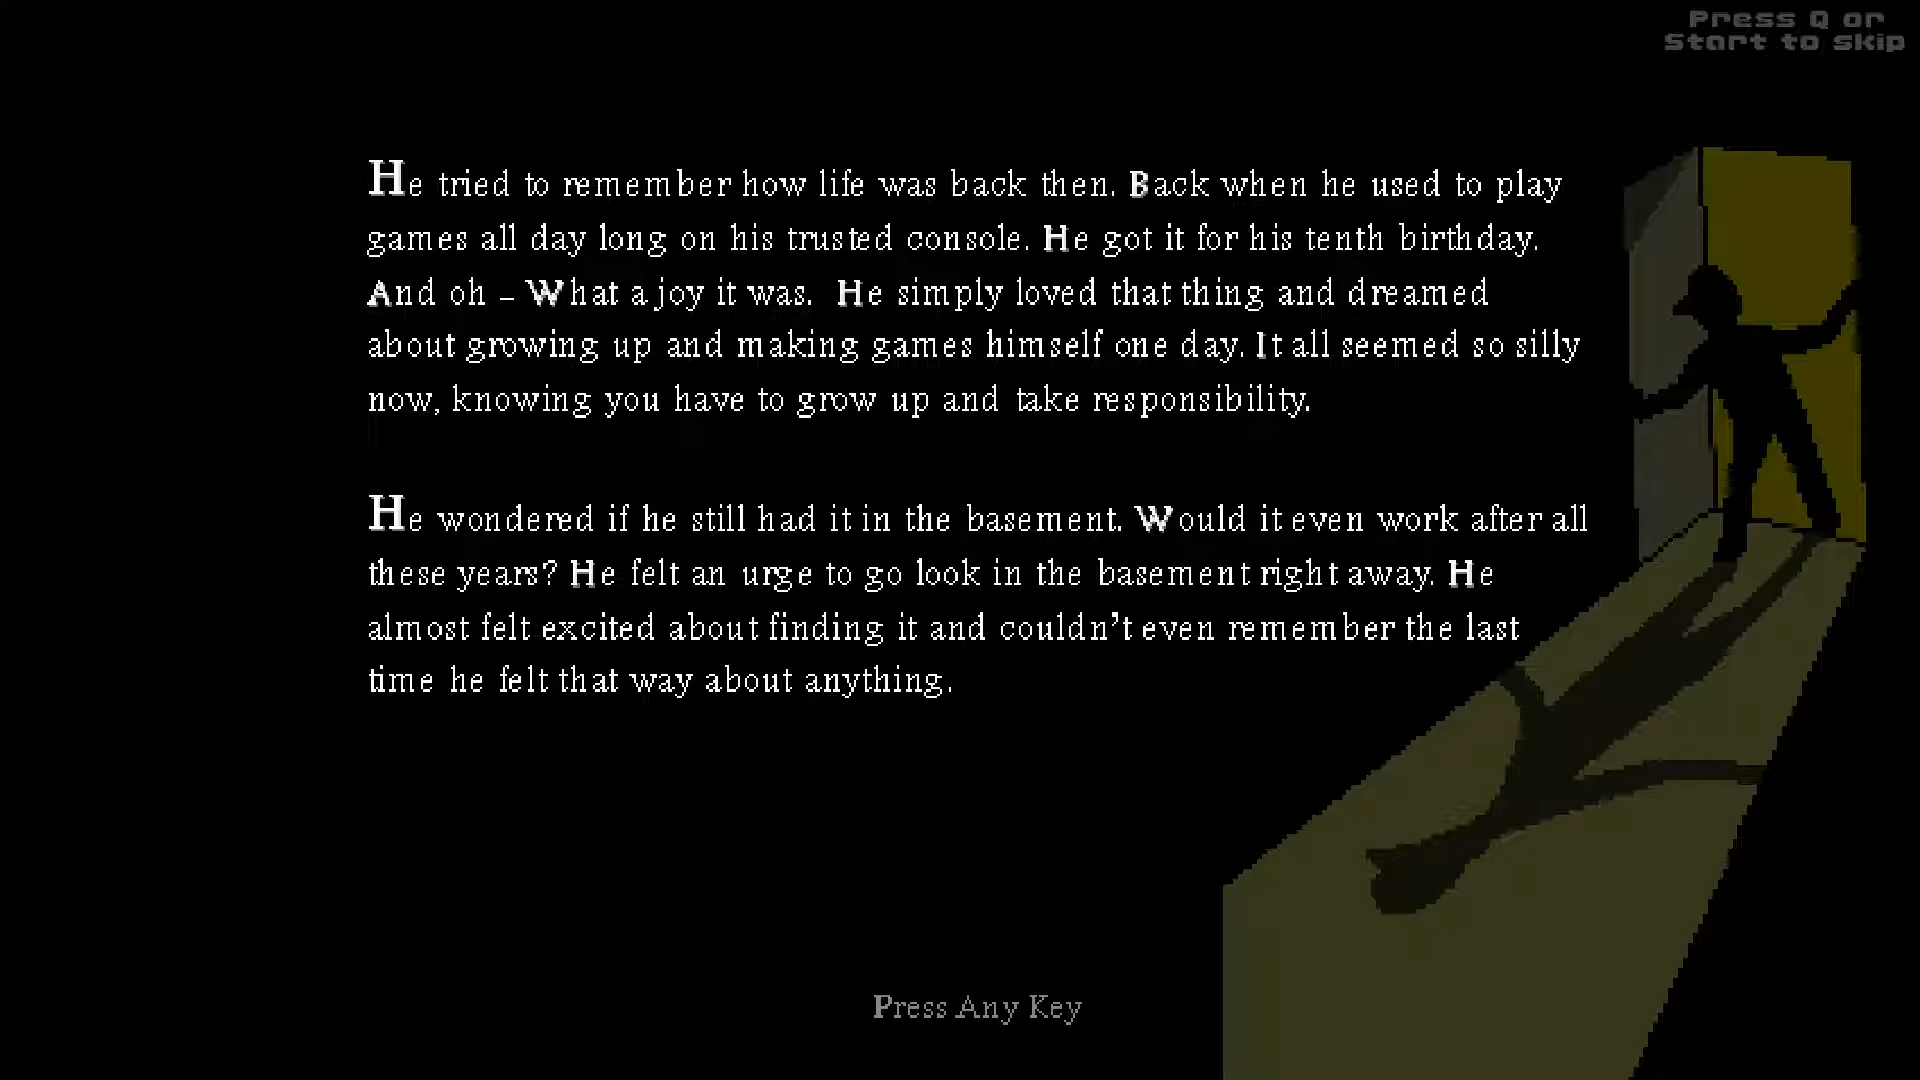 Press Q or
Start to skip
He tried to remember how life was back then. Back when he used to play
games all day long on his trusted console. He got it for his tenth birthday.
And oh – What a joy it was.  He simply loved that thing and dreamed
about growing up and making games himself one day. It all seemed so silly
now, knowing you have to grow up and take responsibility.
He wondered if he still had it in the basement. Would it even work after all
these years? He felt an urge to go look in the basement right away. He
almost felt excited about finding it and couldn't even remember the last
time he felt that way about anything.
Press Any Key